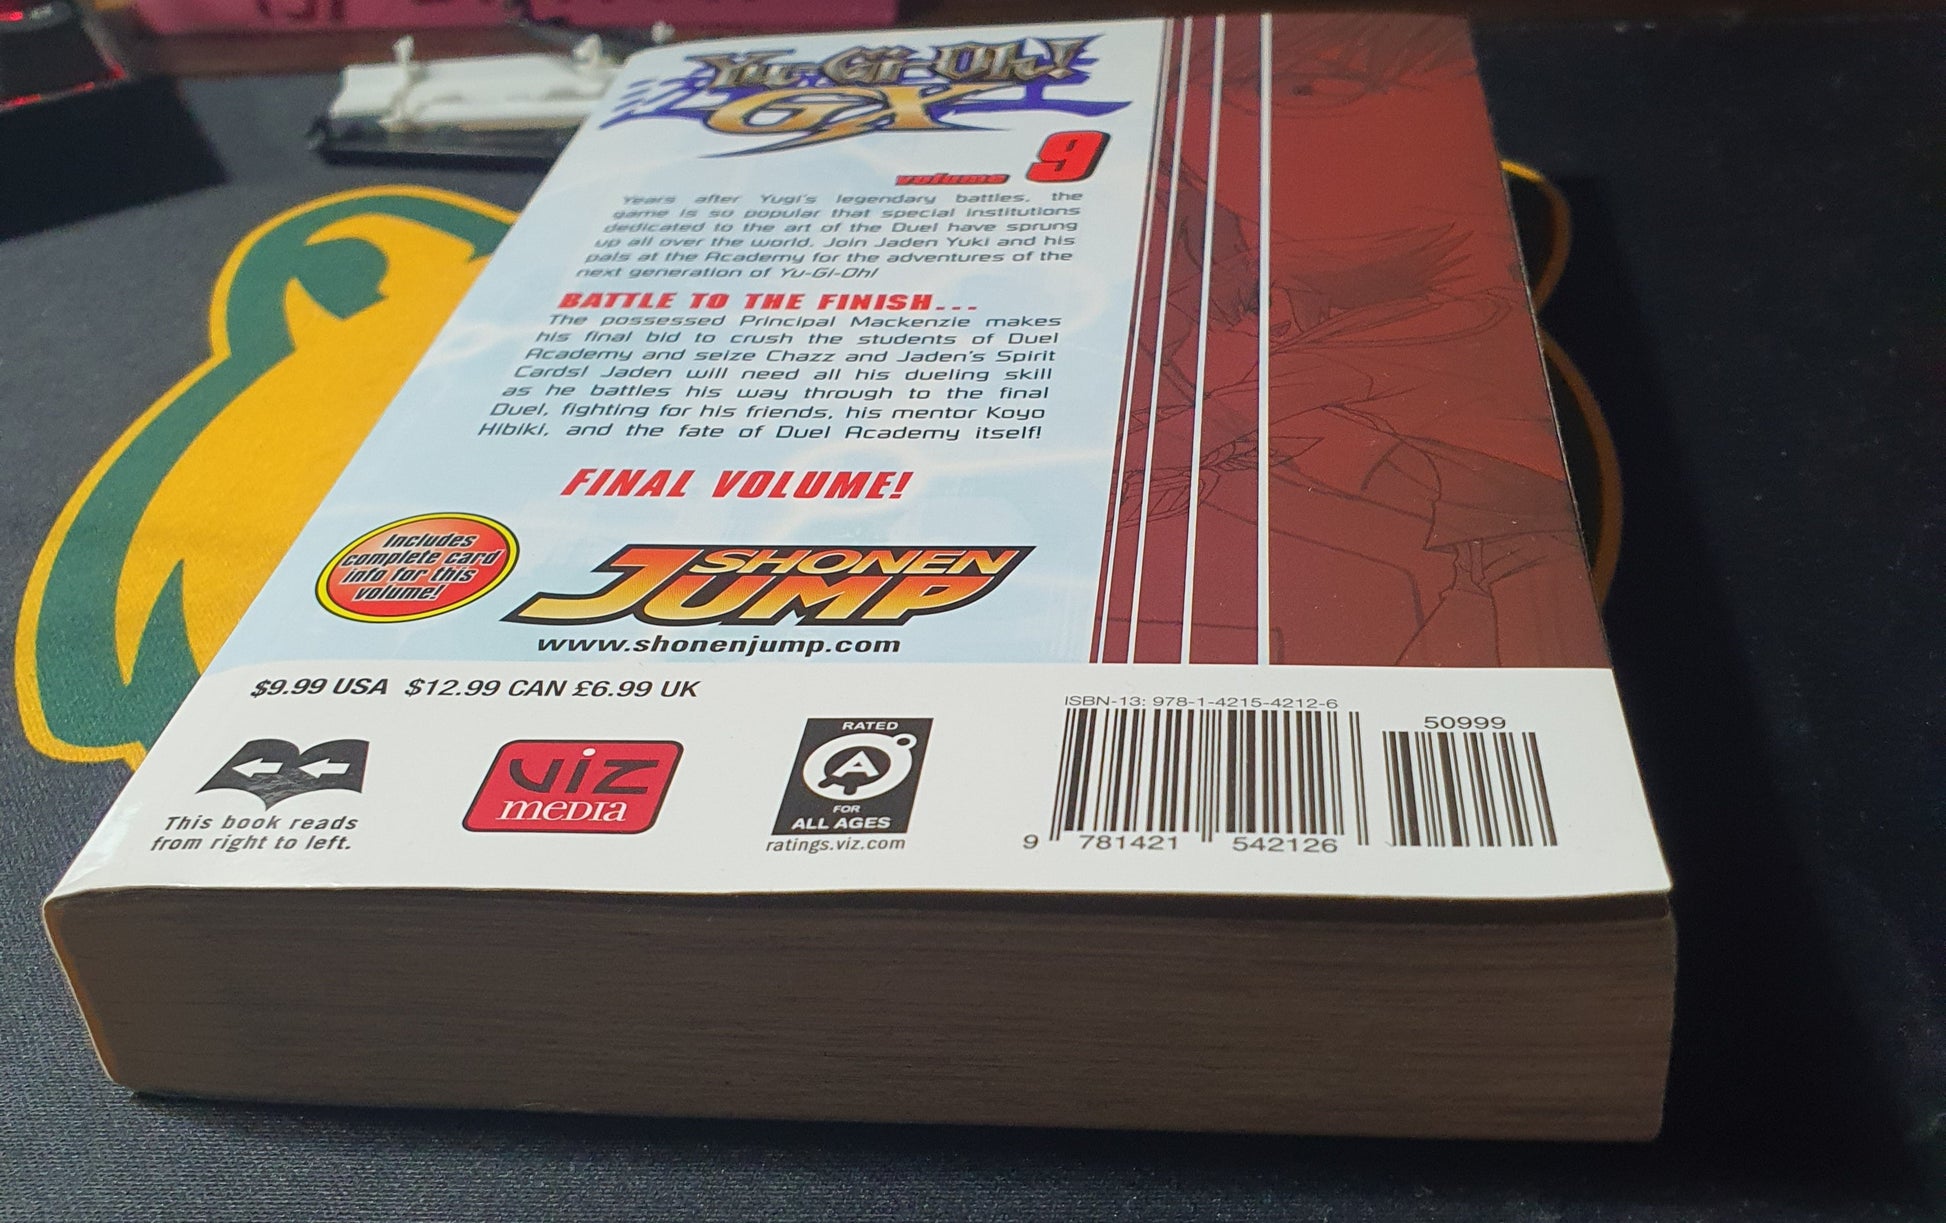 Yu-Gi-Oh!
GX
volume 9
Years after Yugi's legendary battles, the
game is so popular that special institutions
dedicated to the art of the Duel have sprung
up all over the world. Join Jaden Yuki and his
pals at the Academy for the adventures of the
next generation of Yu-Gi-Oh!
BATTLE TO THE FINISH...
The possessed Principal Mackenzie makes
his final bid to crush the students of Duel
Academy and seize Chazz and Jaden's Spirit
Cards! Jaden will need all his dueling skill
as he battles his way through to the final
Duel, fighting for his friends, his mentor Koyo
Hibiki, and the fate of Duel Academy itself!
FINAL VOLUME!
Includes
complete card
info for this
volume!
SHONEN
JUMP
www.shonenjump.com
$9.99 USA $12.99 CAN £6.99 UK
This book reads
from right to left.
viz
media
RATED
A
FOR
ALL AGES
ratings.viz.com
ISBN-13: 978-1-4215-4212-6
50999
9 781421 542126